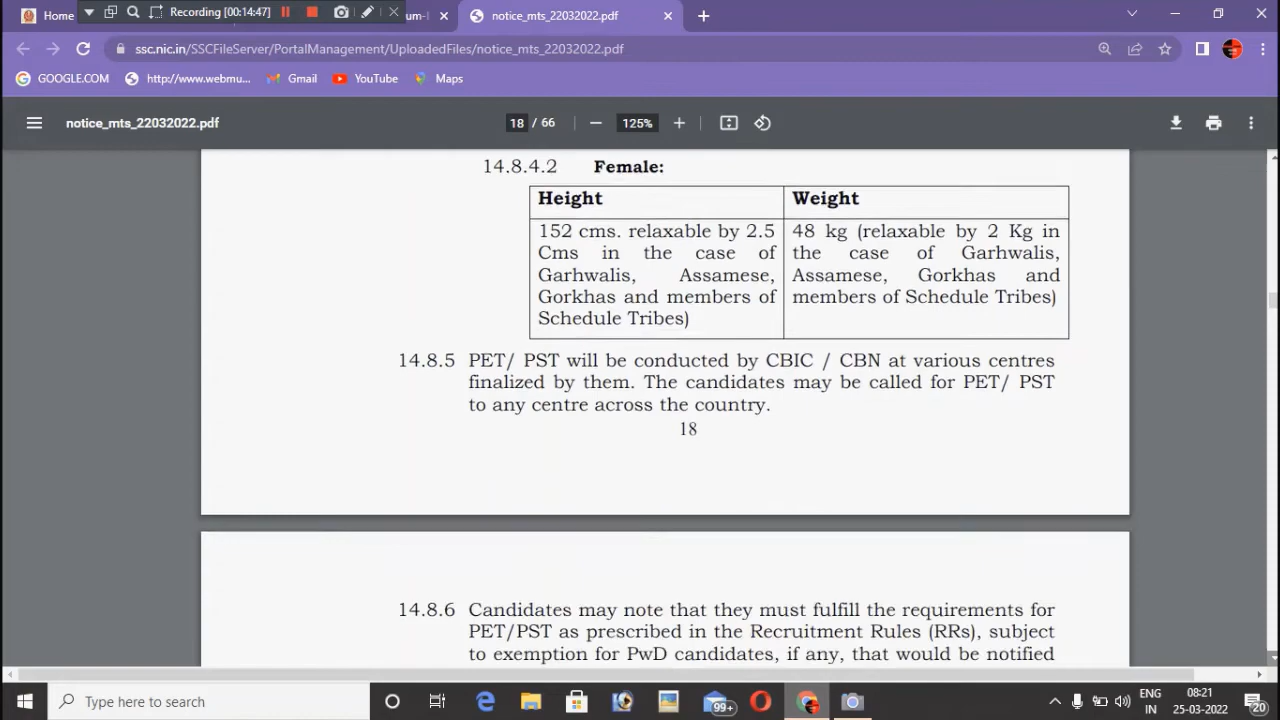 Home
Recording [00:14:47]
um-I
notice_mts_22032022.pdf
ssc.nic.in/SSCFileServer/PortalManagement/UploadedFiles/notice_mts_22032022.pdf
GOOGLE.COM
http://www.webmu...
Gmail
YouTube
Maps
notice_mts_22032022.pdf
18 / 66
125%
14.8.4.2 Female:
Height
Weight
152 cms. relaxable by 2.5
Cms in the case of
Garhwalis, Assamese,
Gorkhas and members of
Schedule Tribes)
48 kg (relaxable by 2 Kg in
the case of Garhwalis,
Assamese, Gorkhas and
members of Schedule Tribes)
14.8.5 PET/ PST will be conducted by CBIC / CBN at various centres
finalized by them. The candidates may be called for PET/ PST
to any centre across the country.
18
14.8.6 Candidates may note that they must fulfill the requirements for
PET/PST as prescribed in the Recruitment Rules (RRs), subject
to exemption for PwD candidates, if any, that would be notified
Type here to search
99+
ENG
IN
08:21
25-03-2022
20